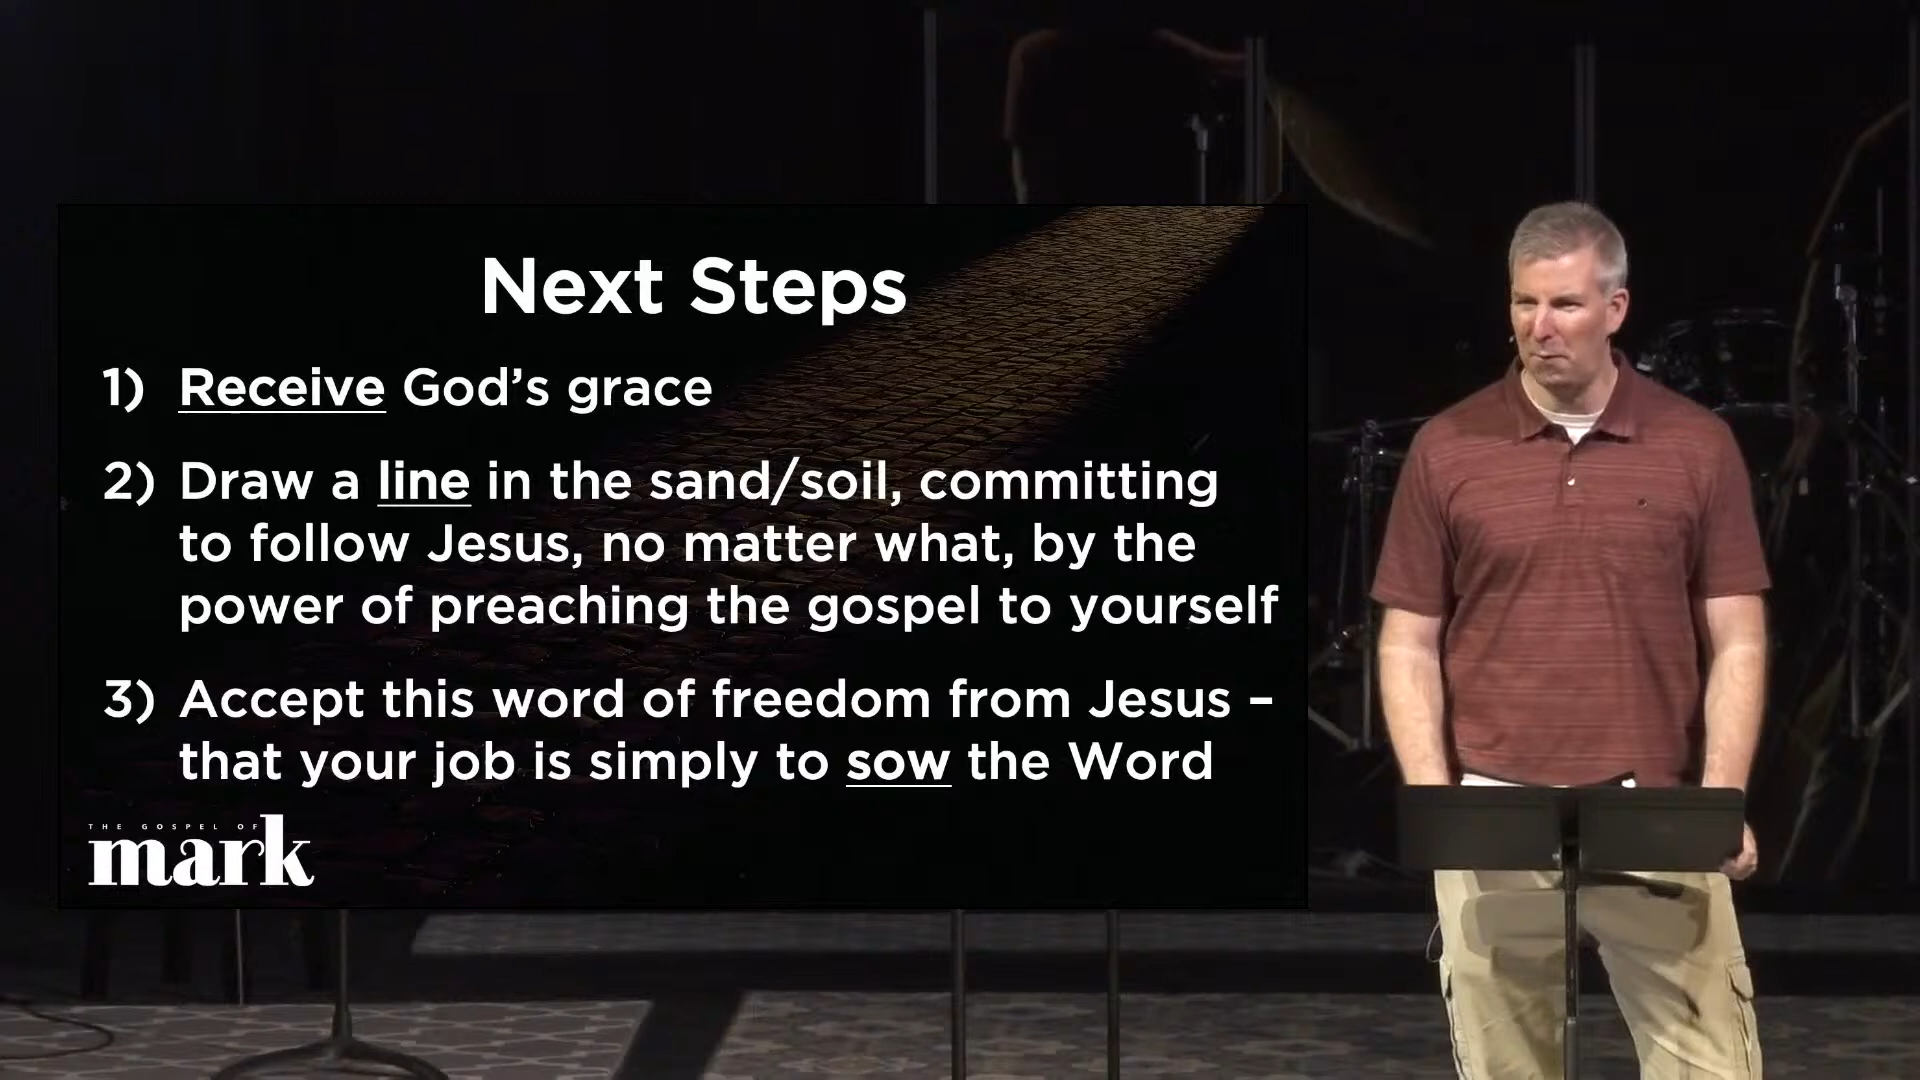 Next Steps
1) Receive God's grace
2) Draw a line in the sand/soil, committing
to follow Jesus, no matter what, by the
power of preaching the gospel to yourself
3) Accept this word of freedom from Jesus –
that your job is simply to sow the Word
THE GOSPEL OF
mark